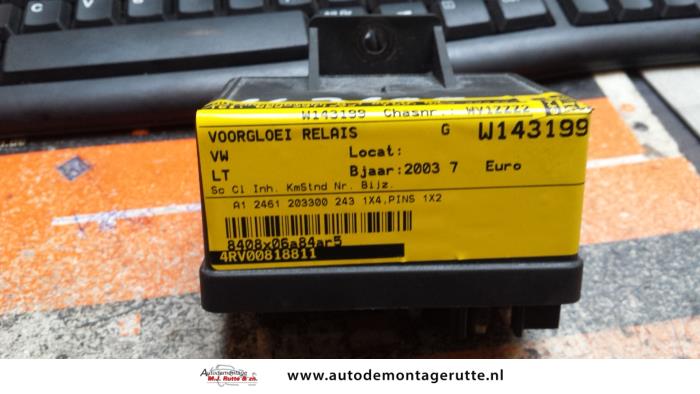 W143199 Chasnr.: WV1ZZZ2
VOORGLOEI RELAIS G W143199
VW Locat:
LT Bjaar:2003 7 Euro
Sc Cl Inh. KmStnd Nr. Bijz.
A1 2461 203300 243 1X4,PINS 1X2
8408x06a84ar5
4RV00818811
Autodemontage
M.J. Rutte & zn.
www.autodemontagerutte.nl